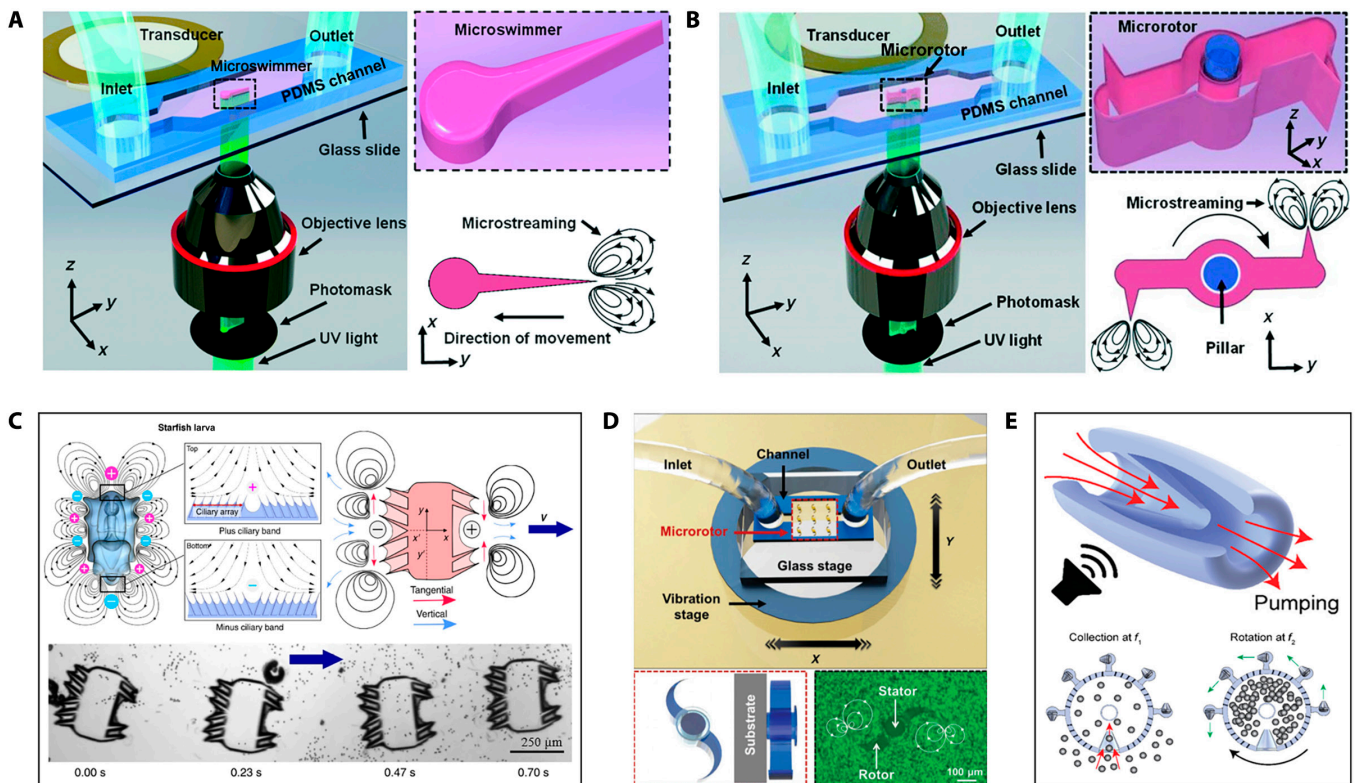 A
Transducer
Outlet
Microswimmer
Inlet
PDMS channel
Glass slide
Objective lens
Photomask
UV light
z
y
x
Microswimmer
Microstreaming
Direction of movement
x
y
B
Transducer
Outlet
Microrotor
Inlet
PDMS channel
Glass slide
Objective lens
Photomask
UV light
z
y
x
Microrotor
z
y
x
Microstreaming
Pillar
x
y
C
Starfish larva
Top
+
Ciliary array
Plus ciliary band
Bottom
−
Minus ciliary band
+
−
−
+
+
−
−
+
+
−
y
x′
x
y′
−
+
v
Tangential
Vertical
250 µm
0.00 s
0.23 s
0.47 s
0.70 s
D
Channel
Inlet
Outlet
Microrotor
Y
Glass stage
Vibration
stage
X
Substrate
Stator
Rotor
100 µm
E
Pumping
Collection at f1
Rotation at f2